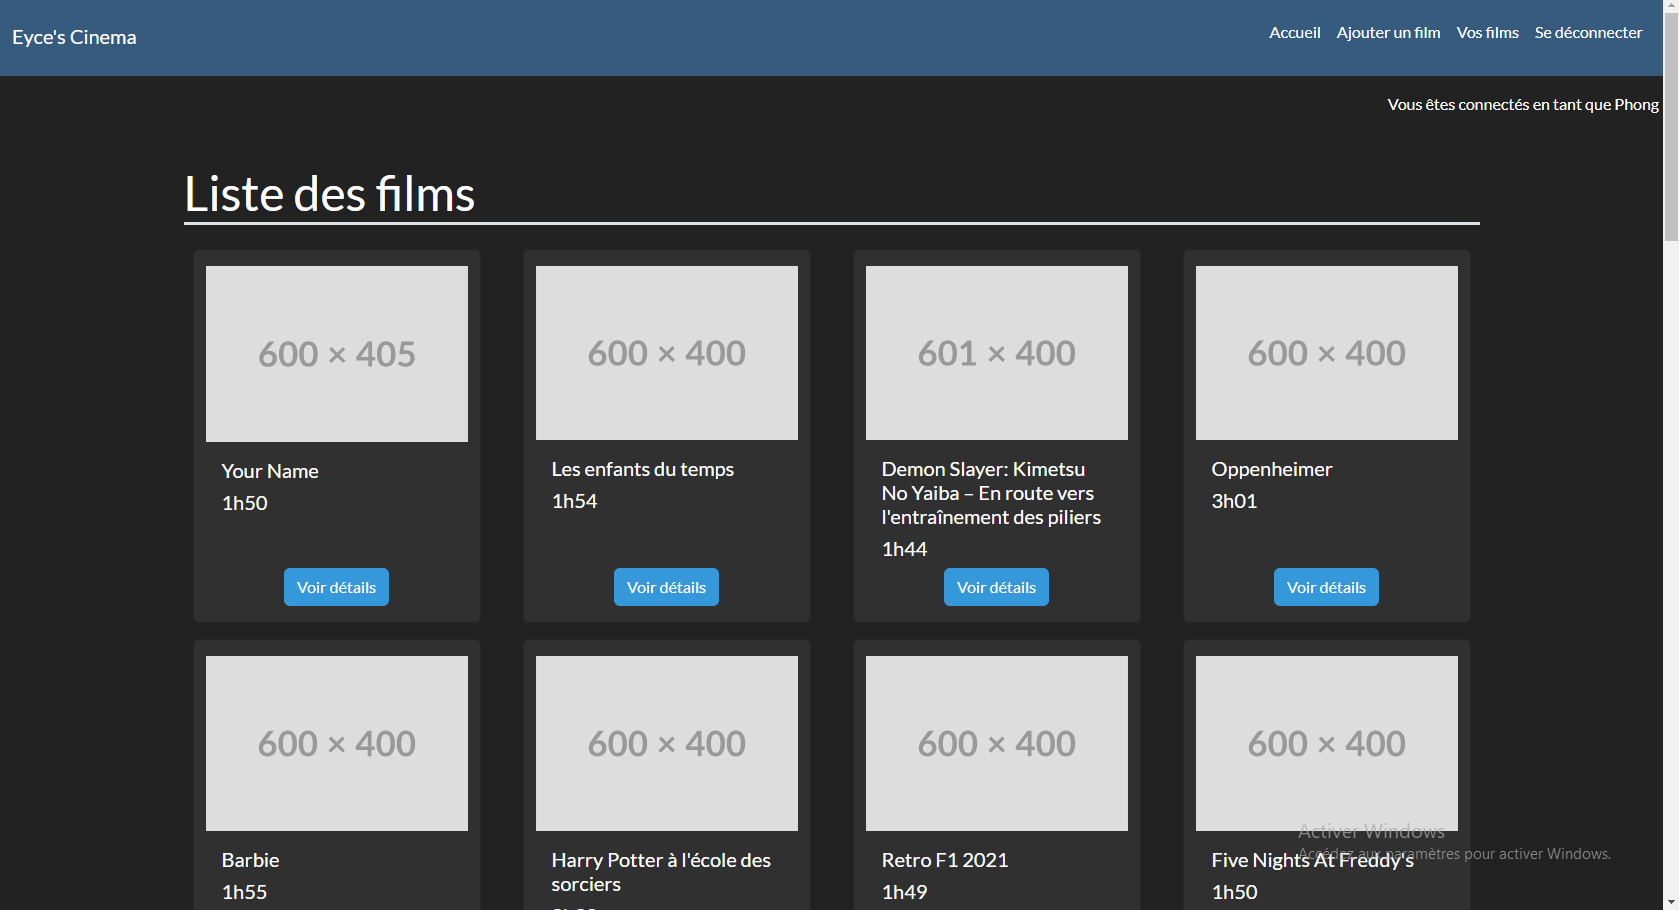 Eyce's Cinema
Accueil Ajouter un film Vos films Se déconnecter
Vous êtes connectés en tant que Phong
Liste des films
600 × 405
Your Name
1h50
Voir détails
600 × 400
Les enfants du temps
1h54
Voir détails
601 × 400
Demon Slayer: Kimetsu
No Yaiba – En route vers
l'entraînement des piliers
1h44
Voir détails
600 × 400
Oppenheimer
3h01
Voir détails
600 × 400
Barbie
1h55
600 × 400
Harry Potter à l'école des
sorciers
600 × 400
Retro F1 2021
1h49
600 × 400
Five Nights At Freddy's
1h50
Activer Windows
Accédez aux paramètres pour activer Windows.